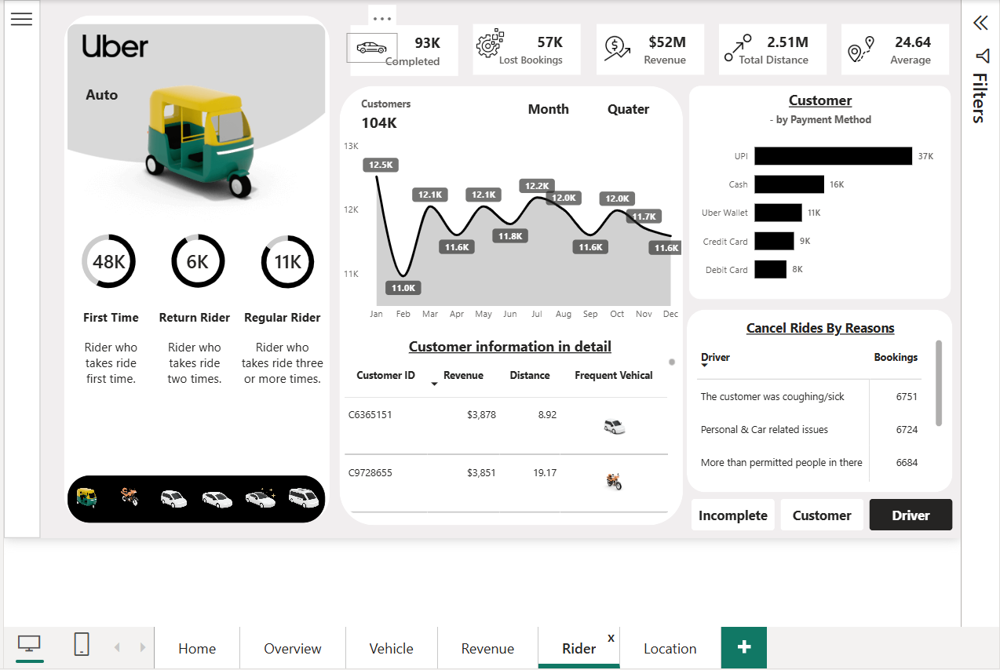 Uber
Auto
48K
6K
11K
First Time
Return Rider
Regular Rider
Rider who
takes ride
first time.
Rider who
takes ride
two times.
Rider who
takes ride three
or more times.
93K
Completed
57K
Lost Bookings
$52M
Revenue
2.51M
Total Distance
24.64
Average
Customers
104K
Month
Quater
13K
12K
11K
12.5K
11.0K
12.1K
11.6K
12.1K
11.8K
12.2K
12.0K
11.6K
12.0K
11.7K
11.6K
Jan Feb Mar Apr May Jun Jul Aug Sep Oct Nov Dec
Customer information in detail
Customer ID Revenue Distance Frequent Vehical
C6365151 $3,878 8.92
C9728655 $3,851 19.17
Customer
- by Payment Method
UPI 37K
Cash 16K
Uber Wallet 11K
Credit Card 9K
Debit Card 8K
Cancel Rides By Reasons
Driver Bookings
The customer was coughing/sick 6751
Personal & Car related issues 6724
More than permitted people in there 6684
Incomplete
Customer
Driver
Filters
Home
Overview
Vehicle
Revenue
Rider
x
Location
+